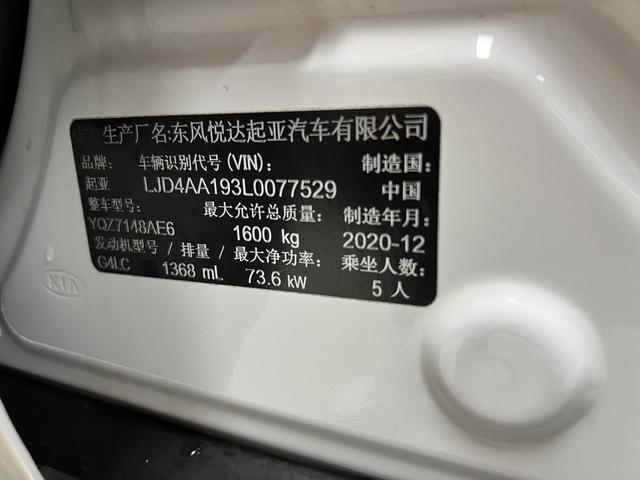 生产厂名:东风悦达起亚汽车有限公司
品牌: 车辆识别代号(VIN): 制造国:
起亚 LJD4AA193L0077529 中国
整车型号: 最大允许总质量: 制造年月:
YQZ7148AE6 1600 kg 2020-12
发动机型号/排量/最大净功率: 乘坐人数:
G4LC 1368 ml. 73.6 kW 5 人
KIA